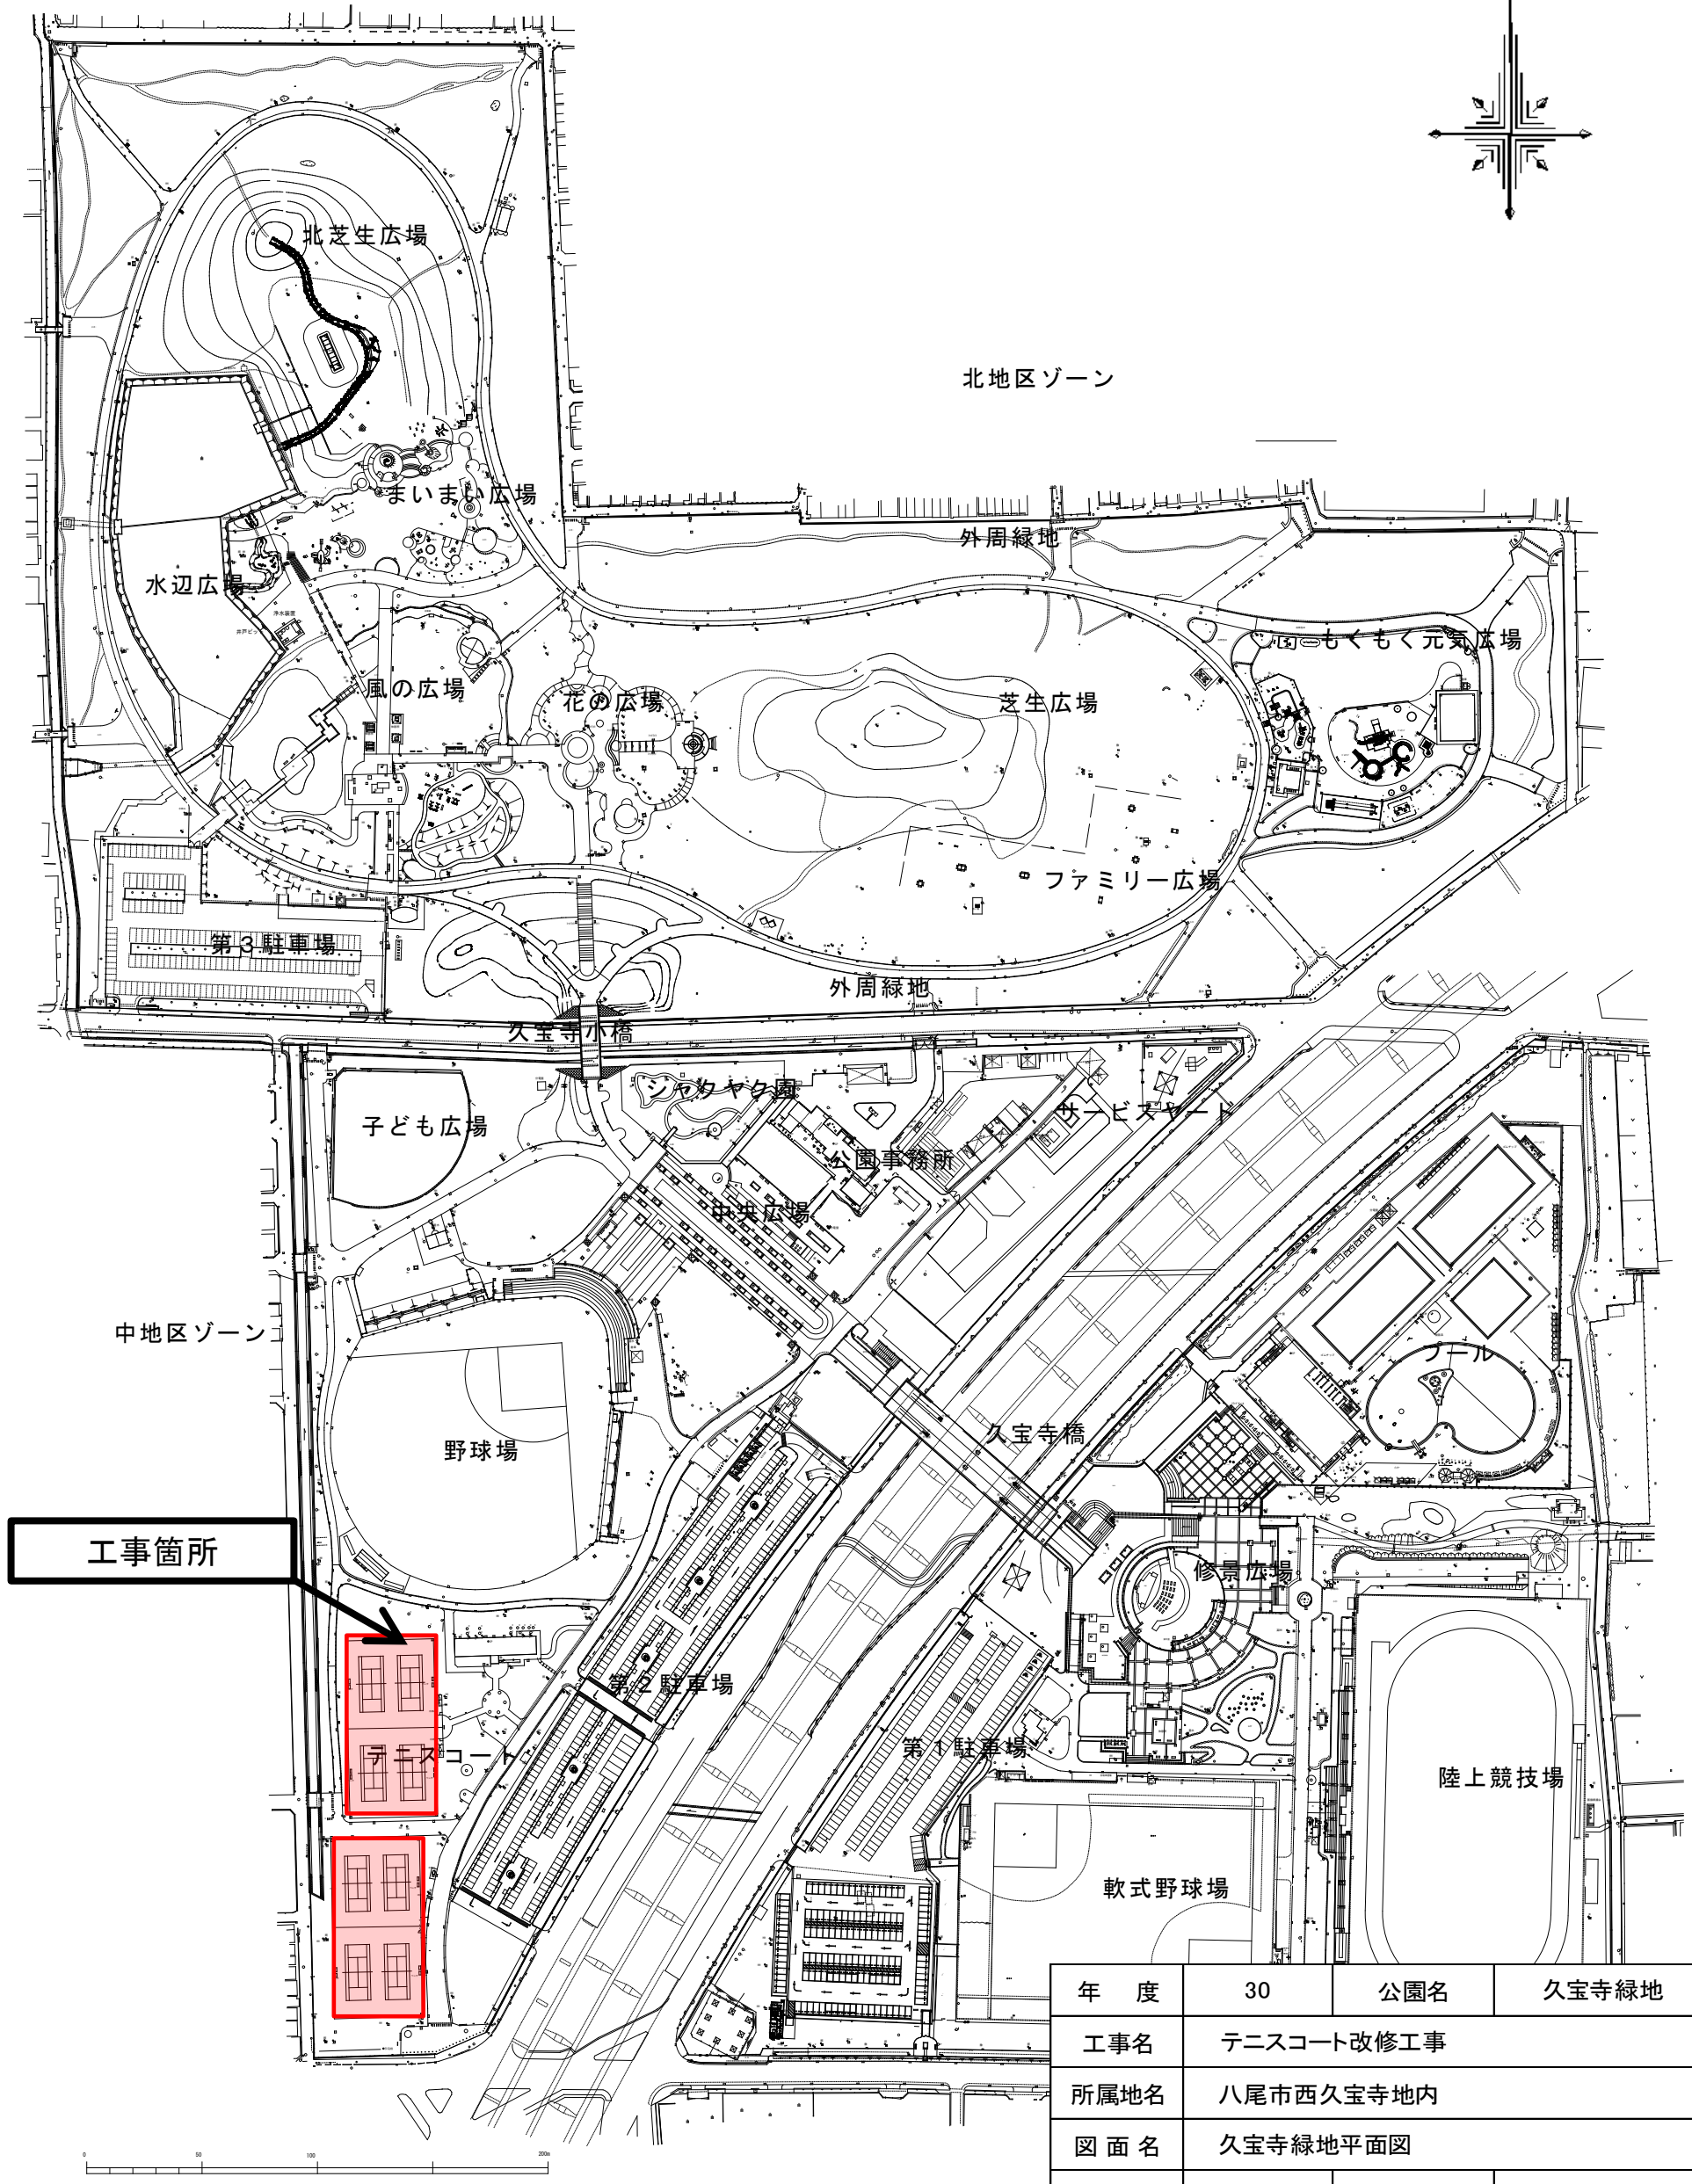 北芝生広場
北地区ゾーン
まいまい広場
外周緑地
水辺広場
浄水装置
もくもく元気広場
風の広場
花の広場
芝生広場
ファミリー広場
第3駐車場
外周緑地
久宝寺小橋
シャクヤク園
サービスヤード
子ども広場
公園事務所
中央広場
中地区ゾーン
プール
久宝寺橋
野球場
工事箇所
修景広場
第2駐車場
テニスコート
第1駐車場
陸上競技場
軟式野球場
年 度 30 公園名 久宝寺緑地
工事名 テニスコート改修工事
所属地名 八尾市西久宝寺地内
図面名 久宝寺緑地平面図
0 50 100 200m